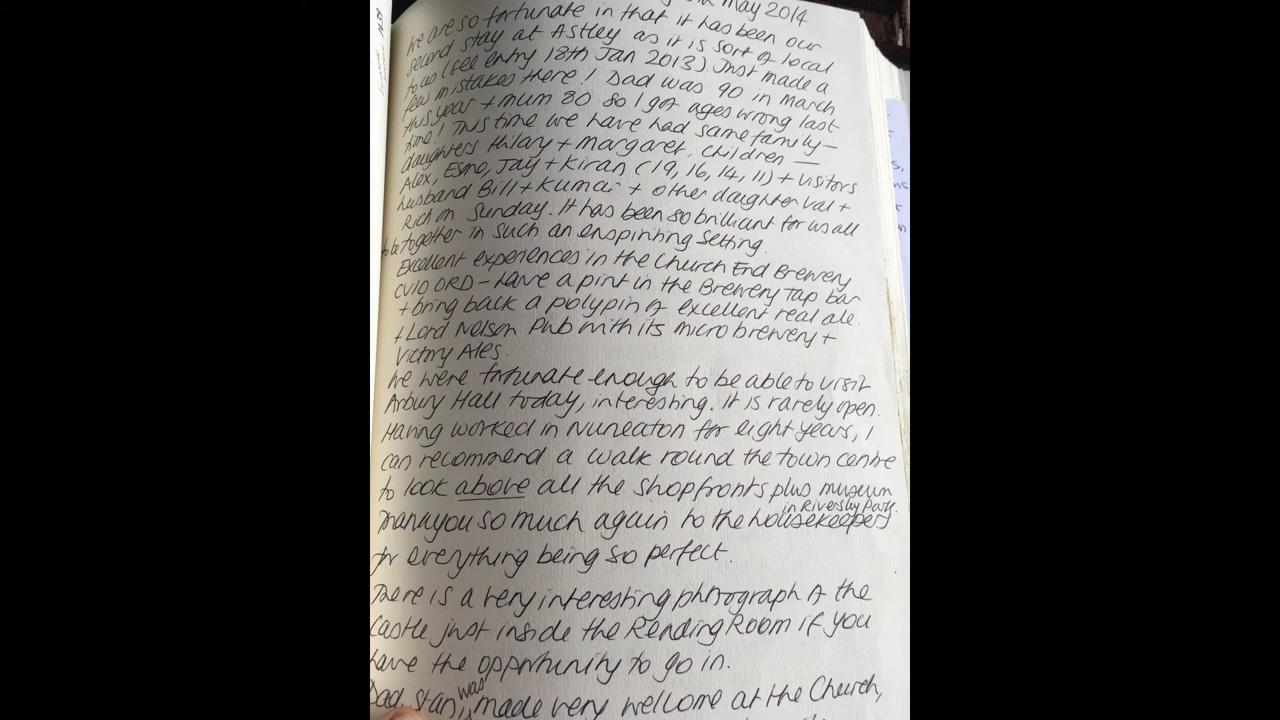 May 2014
We are so fortunate in that it has been our
second stay at Astley as it is sort of local
to us (see entry 18th Jan 2013) Just made a
few mistakes there! Dad was 90 in March
this year + mum 80 so I got ages wrong last
time! This time we have had same family -
daughters Hilary + Margaret, children -
Alex, Esmé, Jay + Kiran (19, 16, 14, 11) + visitors
husband Bill + Kumar + other daughter Val +
Rich on Sunday. It has been so brilliant for us all
to be together in such an enspiriting setting.
Excellent experiences in the Church End Brewery
CV10 0RD - have a pint in the Brewery Tap bar
+ bring back a polypin of excellent real ale.
+ Lord Nelson Pub with its micro brewery +
Victory Ales.
We were fortunate enough to be able to visit
Arbury Hall today, interesting. It is rarely open.
Having worked in Nuneaton for eight years, I
can recommend a walk round the town centre
to look above all the shopfronts plus museum
in Riversley Park.
Thankyou so much again to the housekeepers
for everything being so perfect.
There is a very interesting photograph of the
Castle just inside the Reading Room if you
have the opportunity to go in.
Dad, Stan, was made very welcome at the Church,